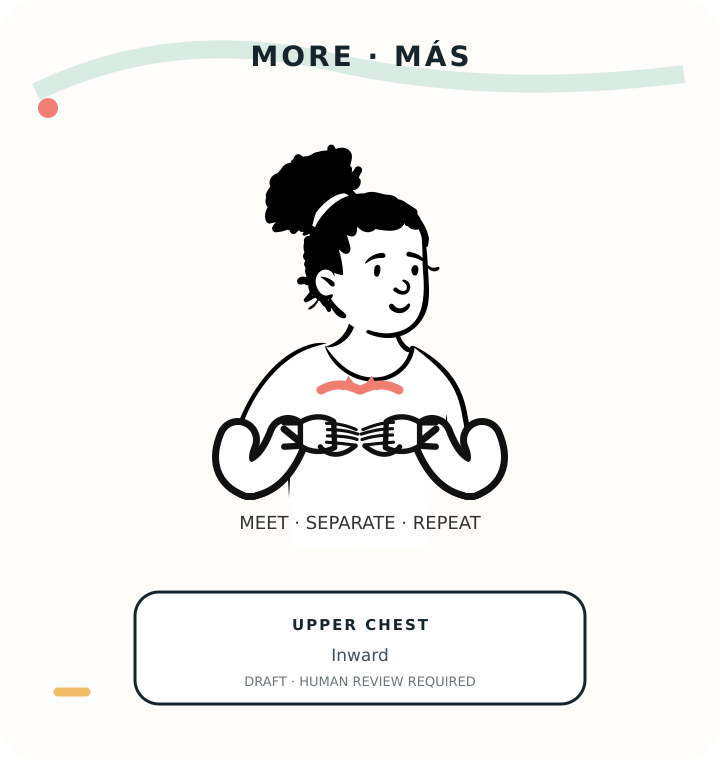 MORE · MÁS
MEET · SEPARATE · REPEAT
UPPER CHEST
Inward
DRAFT · HUMAN REVIEW REQUIRED